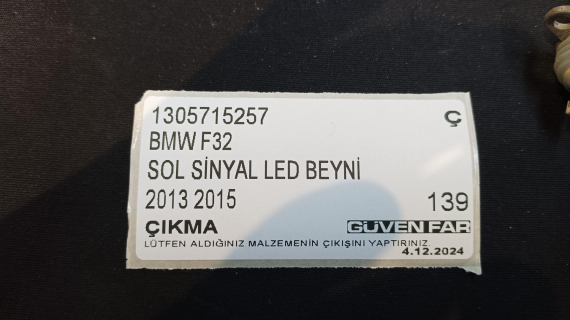 1305715257 Ç
BMW F32
SOL SİNYAL LED BEYNİ
2013 2015 139
ÇIKMA GÜVEN FAR
LÜTFEN ALDIĞINIZ MALZEMENİN ÇIKIŞINI YAPTIRINIZ.
4.12.2024